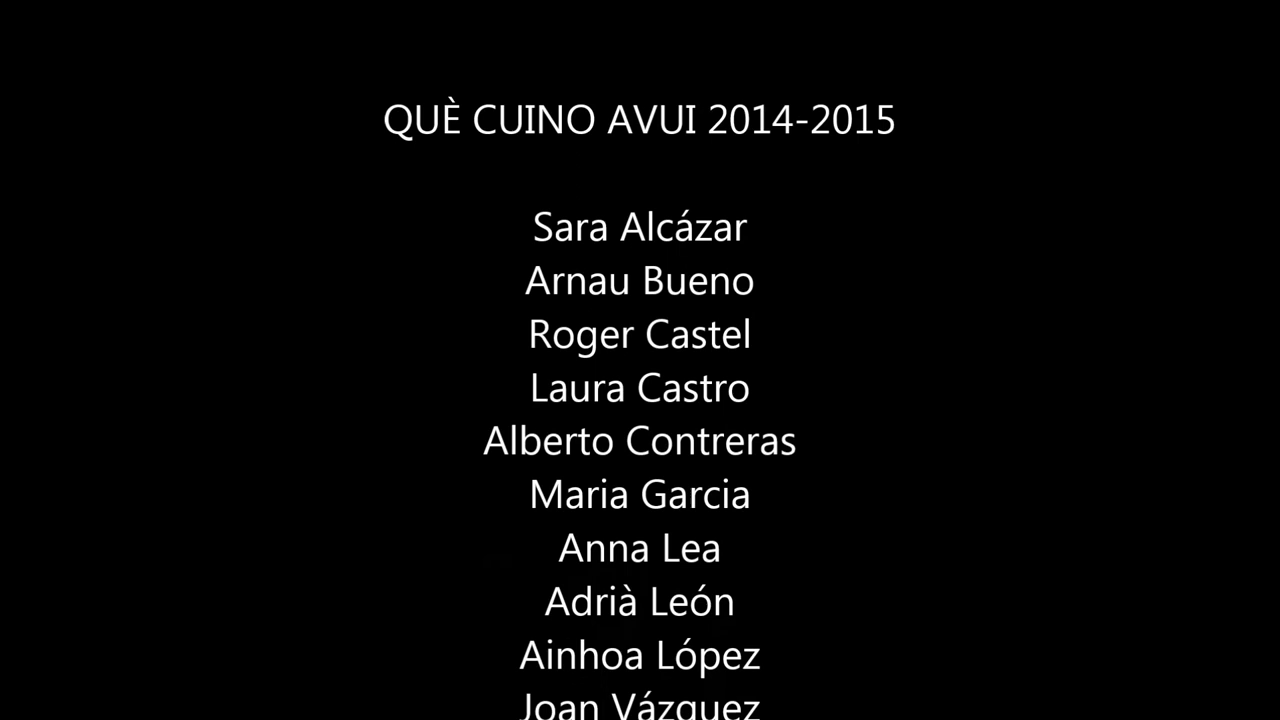 QUÈ CUINO AVUI 2014-2015
Sara Alcázar
Arnau Bueno
Roger Castel
Laura Castro
Alberto Contreras
Maria Garcia
Anna Lea
Adrià León
Ainhoa López
Joan Vázquez